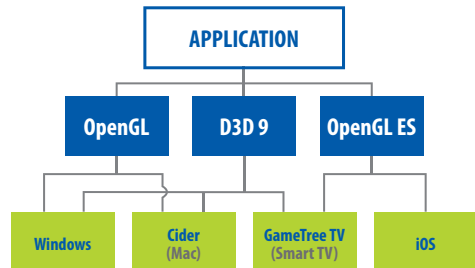 APPLICATION
OpenGL
D3D 9
OpenGL ES
Windows
Cider
(Mac)
GameTree TV
(Smart TV)
iOS